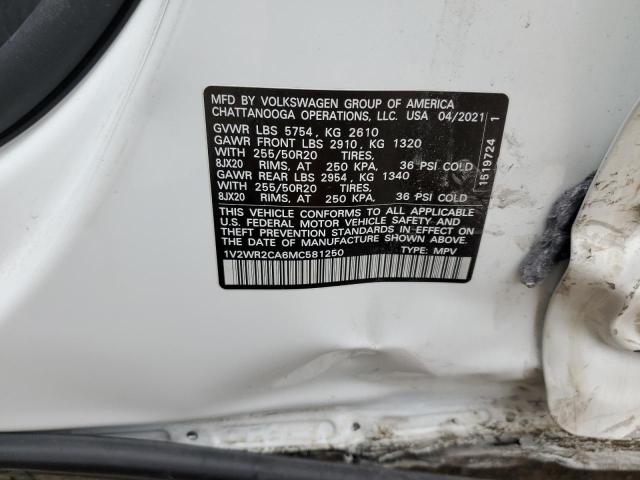 MFD BY VOLKSWAGEN GROUP OF AMERICA
CHATTANOOGA OPERATIONS, LLC. USA 04/2021
GVWR LBS 5754 , KG 2610
GAWR FRONT LBS 2910 , KG 1320
WITH 255/50R20 TIRES,
8JX20 RIMS, AT 250 KPA, 36 PSI COLD
GAWR REAR LBS 2954 , KG 1340
WITH 255/50R20 TIRES,
8JX20 RIMS, AT 250 KPA, 36 PSI COLD
THIS VEHICLE CONFORMS TO ALL APPLICABLE
U.S. FEDERAL MOTOR VEHICLE SAFETY AND
THEFT PREVENTION STANDARDS IN EFFECT ON
THE DATE OF MANUFACTURE SHOWN ABOVE.
1V2WR2CA6MC581250 TYPE: MPV
1619724 1